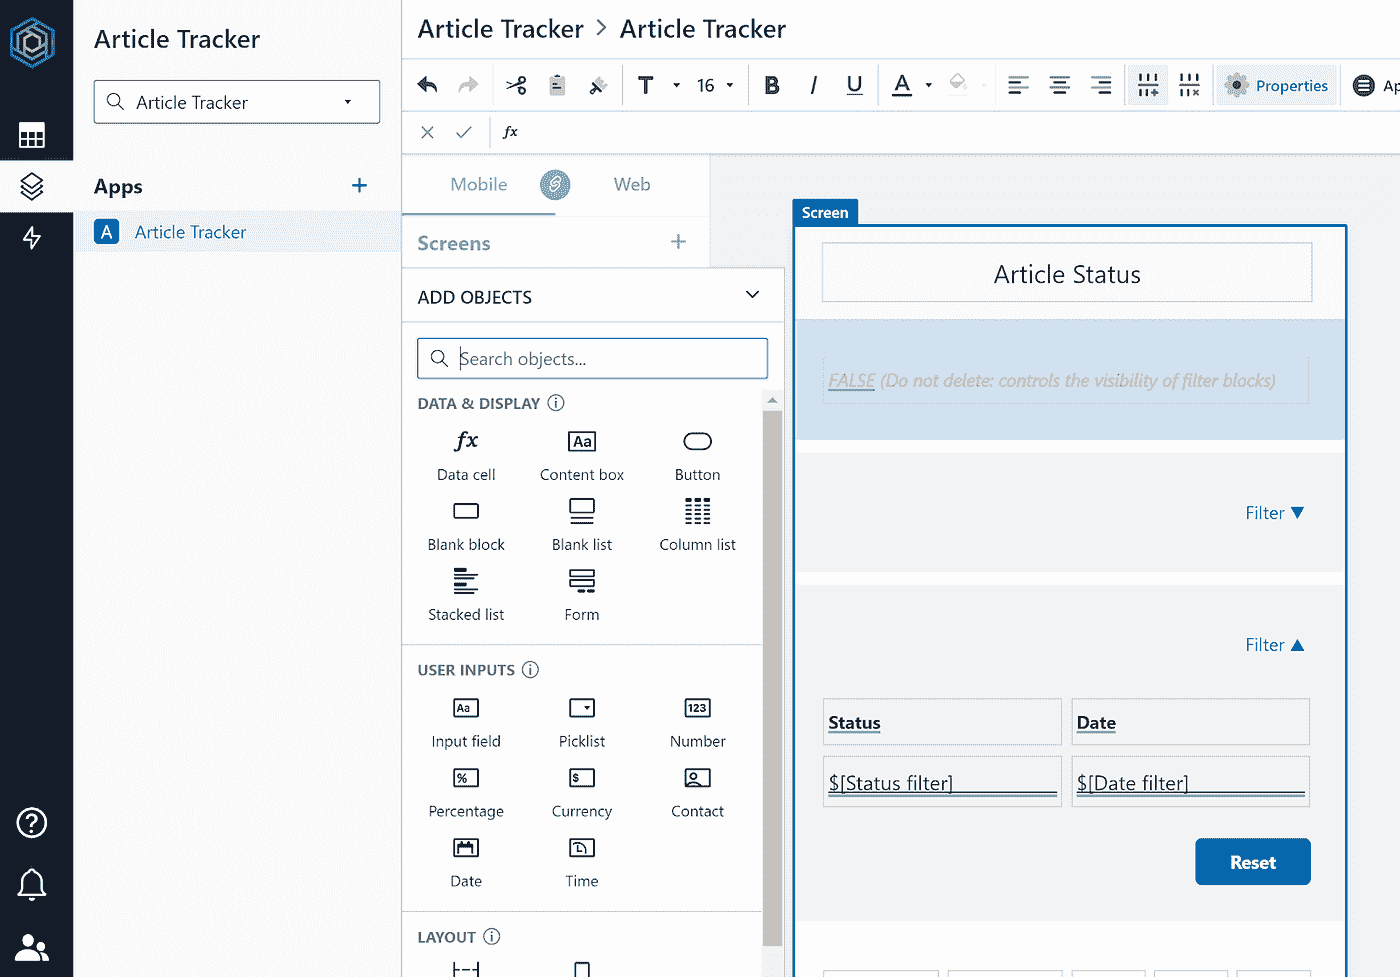 Article Tracker
Article Tracker
Apps
A Article Tracker
Article Tracker > Article Tracker
T 16 B I U A Properties Ap
fx
Mobile Web
Screens
ADD OBJECTS
Search objects...
DATA & DISPLAY
fx Aa
Data cell Content box Button
Blank block Blank list Column list
Stacked list Form
USER INPUTS
Aa 123
Input field Picklist Number
% $
Percentage Currency Contact
Date Time
LAYOUT
Screen
Article Status
FALSE (Do not delete: controls the visibility of filter blocks)
Filter ▼
Filter ▲
Status Date
$[Status filter] $[Date filter]
Reset